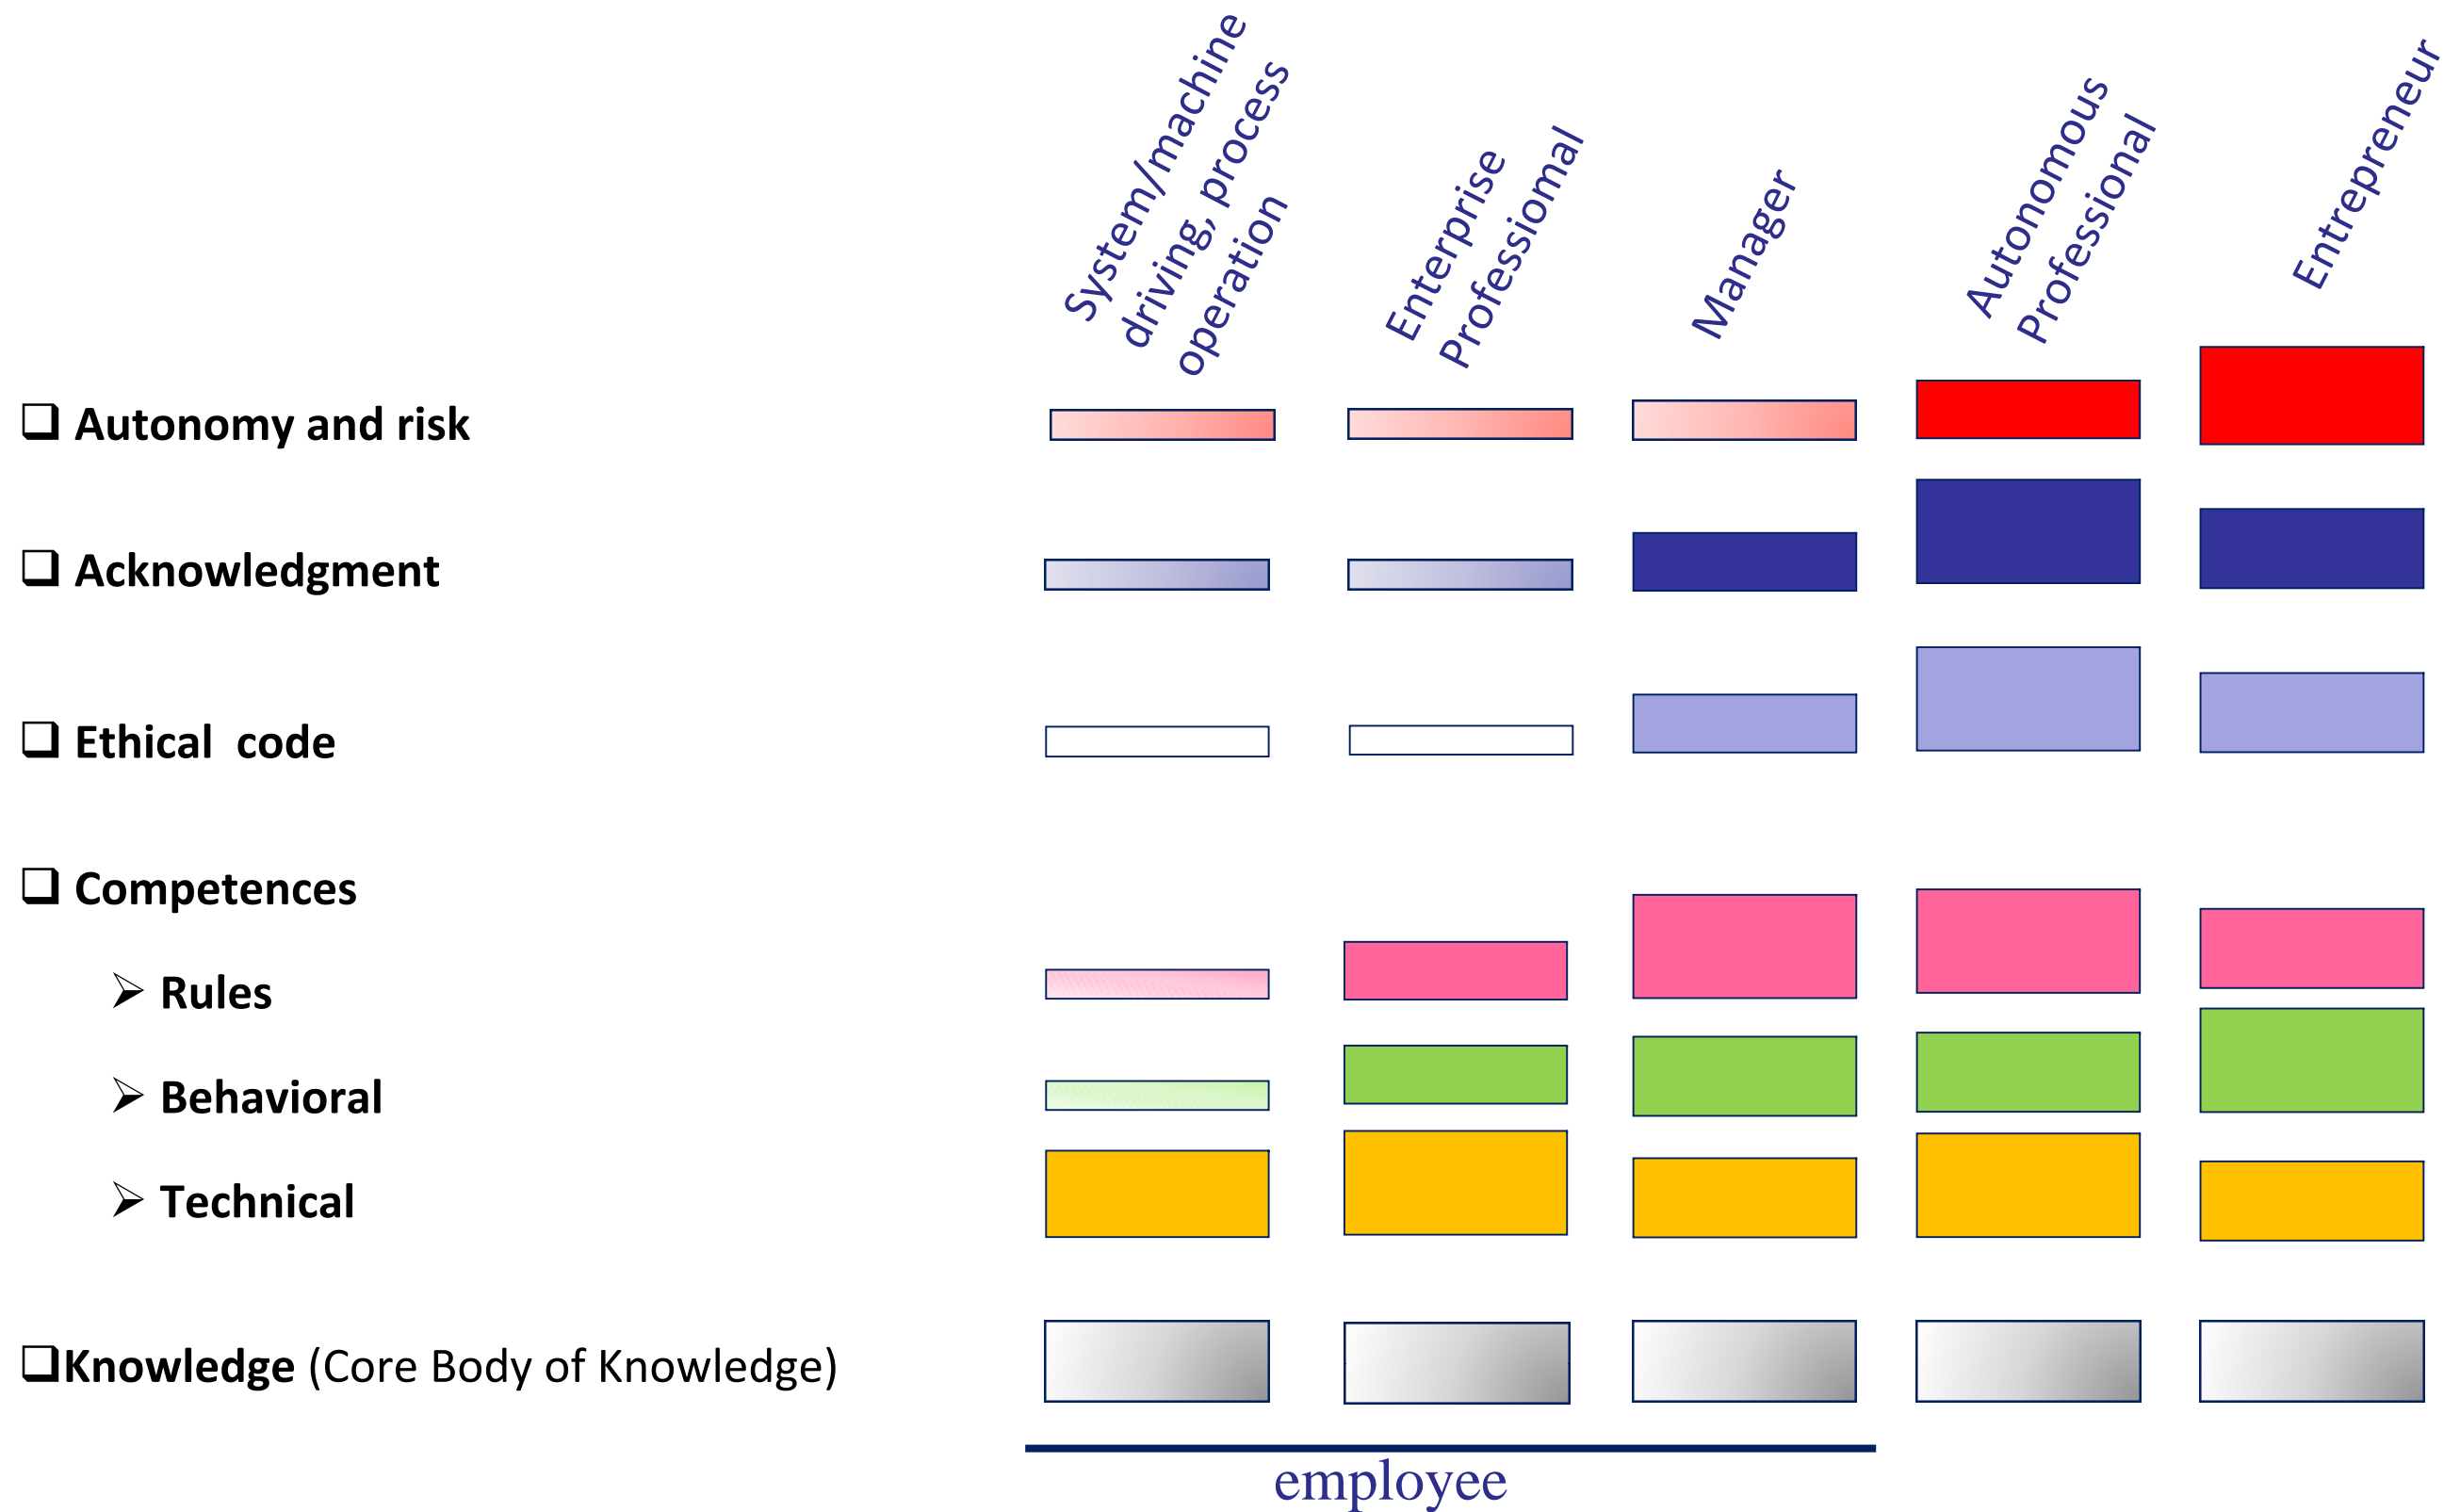 System/machine
driving, process
operation
Enterprise
Professiomal
Manager
Autonomous
Professional
Entrepreneur
Autonomy and risk
Acknowledgment
Ethical code
Competences
Rules
Behavioral
Technical
Knowledge (Core Body of Knowledge)
employee